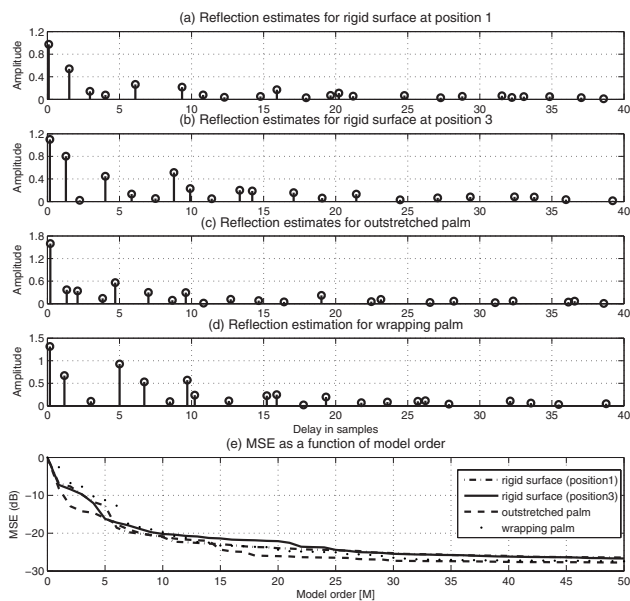 (a) Reflection estimates for rigid surface at position 1
1.2
0.8
0.4
0
Amplitude
0 5 10 15 20 25 30 35 40
(b) Reflection estimates for rigid surface at position 3
1.2
0.8
0.4
0
Amplitude
0 5 10 15 20 25 30 35 40
(c) Reflection estimates for outstretched palm
1.8
1.2
0.6
0
Amplitude
0 5 10 15 20 25 30 35 40
(d) Reflection estimation for wrapping palm
1.5
1
0.5
0
Amplitude
0 5 10 15 20 25 30 35 40
Delay in samples
(e) MSE as a function of model order
0
−10
−20
−30
MSE (dB)
rigid surface (position1)
rigid surface (position3)
outstretched palm
wrapping palm
0 5 10 15 20 25 30 35 40 45 50
Model order [M]